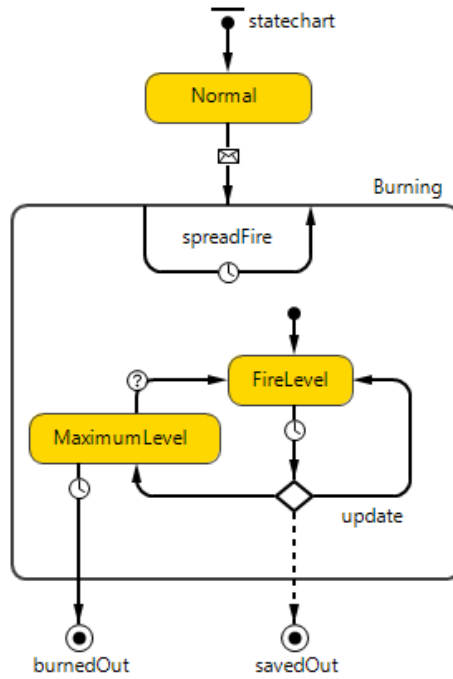 statechart
Normal
Burning
spreadFire
?
FireLevel
MaximumLevel
update
burnedOut
savedOut